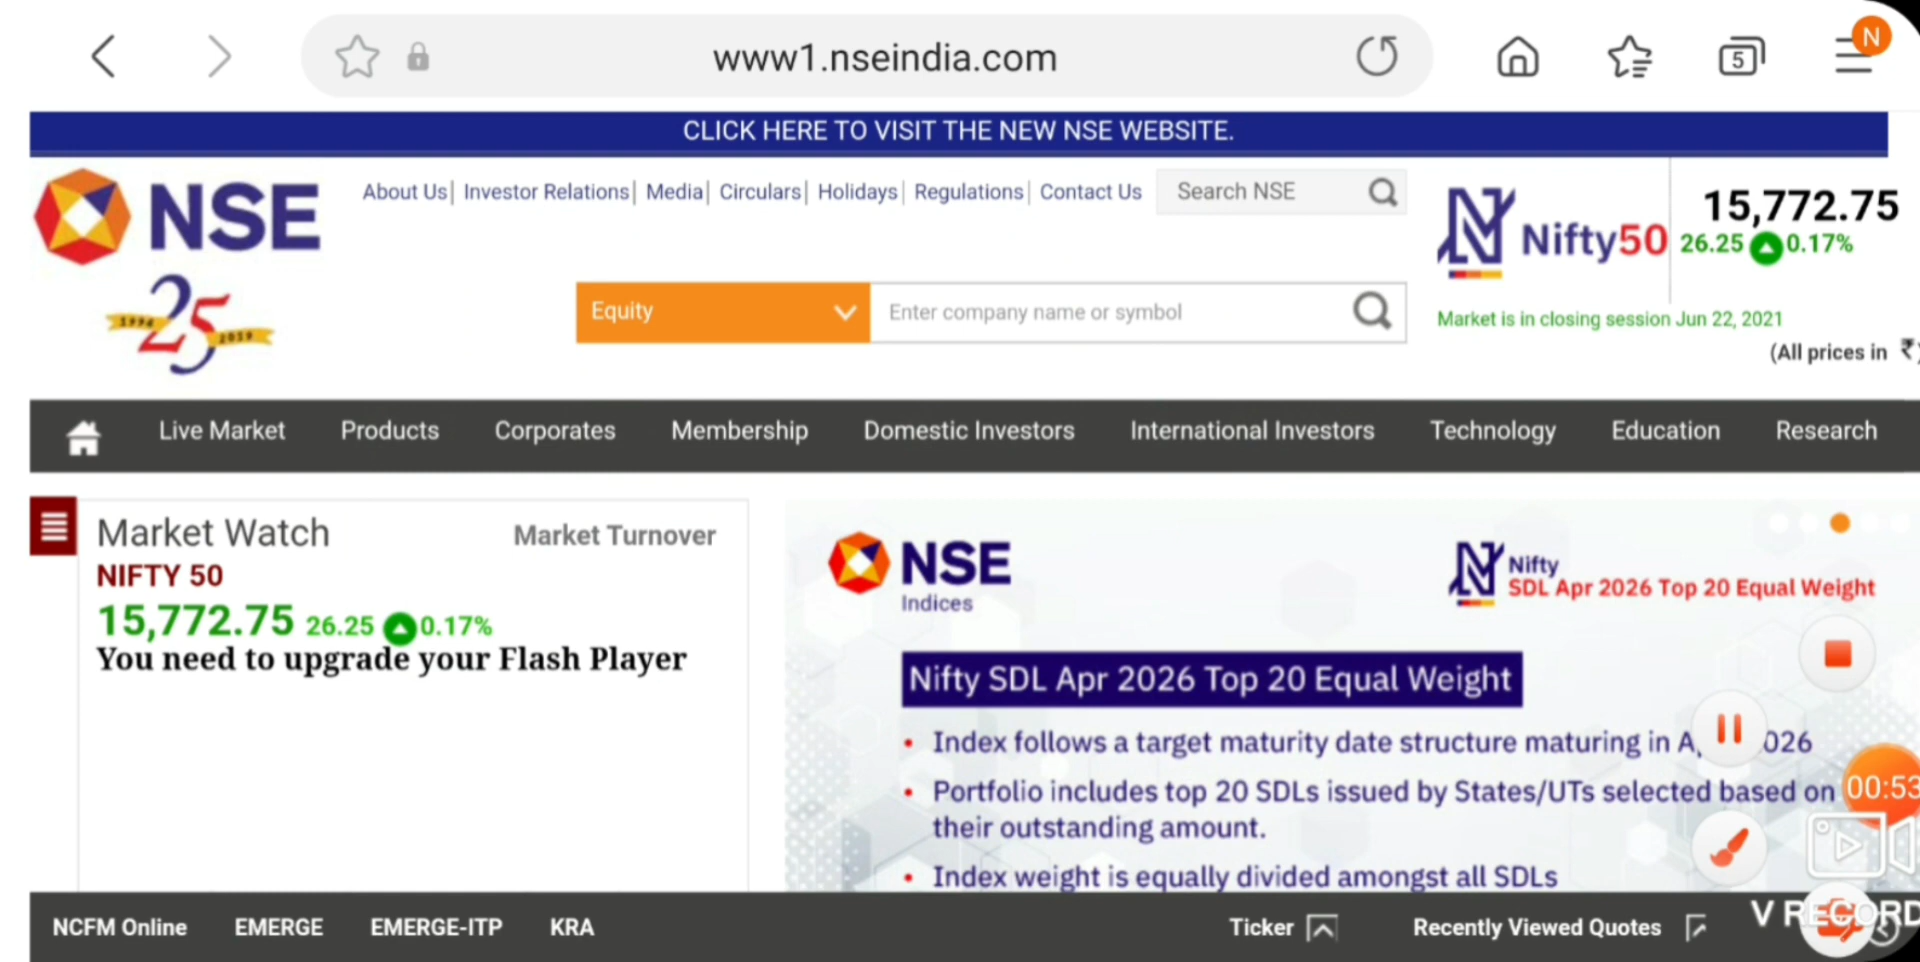 www1.nseindia.com
5
N
CLICK HERE TO VISIT THE NEW NSE WEBSITE.
NSE
About Us| Investor Relations| Media| Circulars| Holidays| Regulations| Contact Us
Search NSE
Nifty50
15,772.75
26.25 0.17%
Market is in closing session Jun 22, 2021
(All prices in ₹)
1994 25 2019
Equity
Enter company name or symbol
Live Market Products Corporates Membership Domestic Investors International Investors Technology Education Research
Market Watch
Market Turnover
NIFTY 50
15,772.75 26.25 0.17%
You need to upgrade your Flash Player
NSE
Indices
Nifty
SDL Apr 2026 Top 20 Equal Weight
Nifty SDL Apr 2026 Top 20 Equal Weight
• Index follows a target maturity date structure maturing in A 026
• Portfolio includes top 20 SDLs issued by States/UTs selected based on
their outstanding amount.
• Index weight is equally divided amongst all SDLs
00:53
NCFM Online EMERGE EMERGE-ITP KRA
Ticker
Recently Viewed Quotes
V RECORD